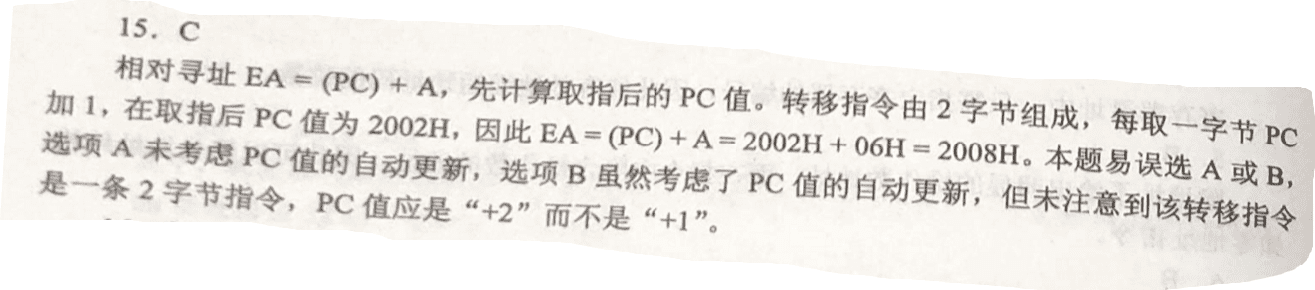 15. C
相对寻址 EA = (PC) + A，先计算取指后的 PC 值。转移指令由 2 字节组成，每取一字节 PC
加 1，在取指后 PC 值为 2002H，因此 EA = (PC) + A = 2002H + 06H = 2008H。本题易误选 A 或 B，
选项 A 未考虑 PC 值的自动更新，选项 B 虽然考虑了 PC 值的自动更新，但未注意到该转移指令
是一条 2 字节指令，PC 值应是“+2”而不是“+1”。